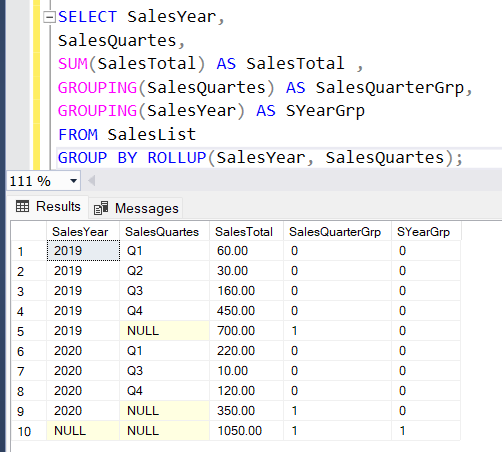 SELECT SalesYear,
SalesQuartes,
SUM(SalesTotal) AS SalesTotal ,
GROUPING(SalesQuartes) AS SalesQuarterGrp,
GROUPING(SalesYear) AS SYearGrp
FROM SalesList
GROUP BY ROLLUP(SalesYear, SalesQuartes);
111 %
Results Messages
SalesYear SalesQuartes SalesTotal SalesQuarterGrp SYearGrp
1 2019 Q1 60.00 0 0
2 2019 Q2 30.00 0 0
3 2019 Q3 160.00 0 0
4 2019 Q4 450.00 0 0
5 2019 NULL 700.00 1 0
6 2020 Q1 220.00 0 0
7 2020 Q3 10.00 0 0
8 2020 Q4 120.00 0 0
9 2020 NULL 350.00 1 0
10 NULL NULL 1050.00 1 1